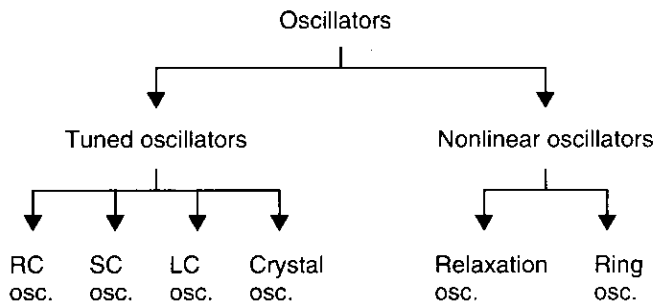 Oscillators
Tuned oscillators
Nonlinear oscillators
RC osc.
SC osc.
LC osc.
Crystal osc.
Relaxation osc.
Ring osc.